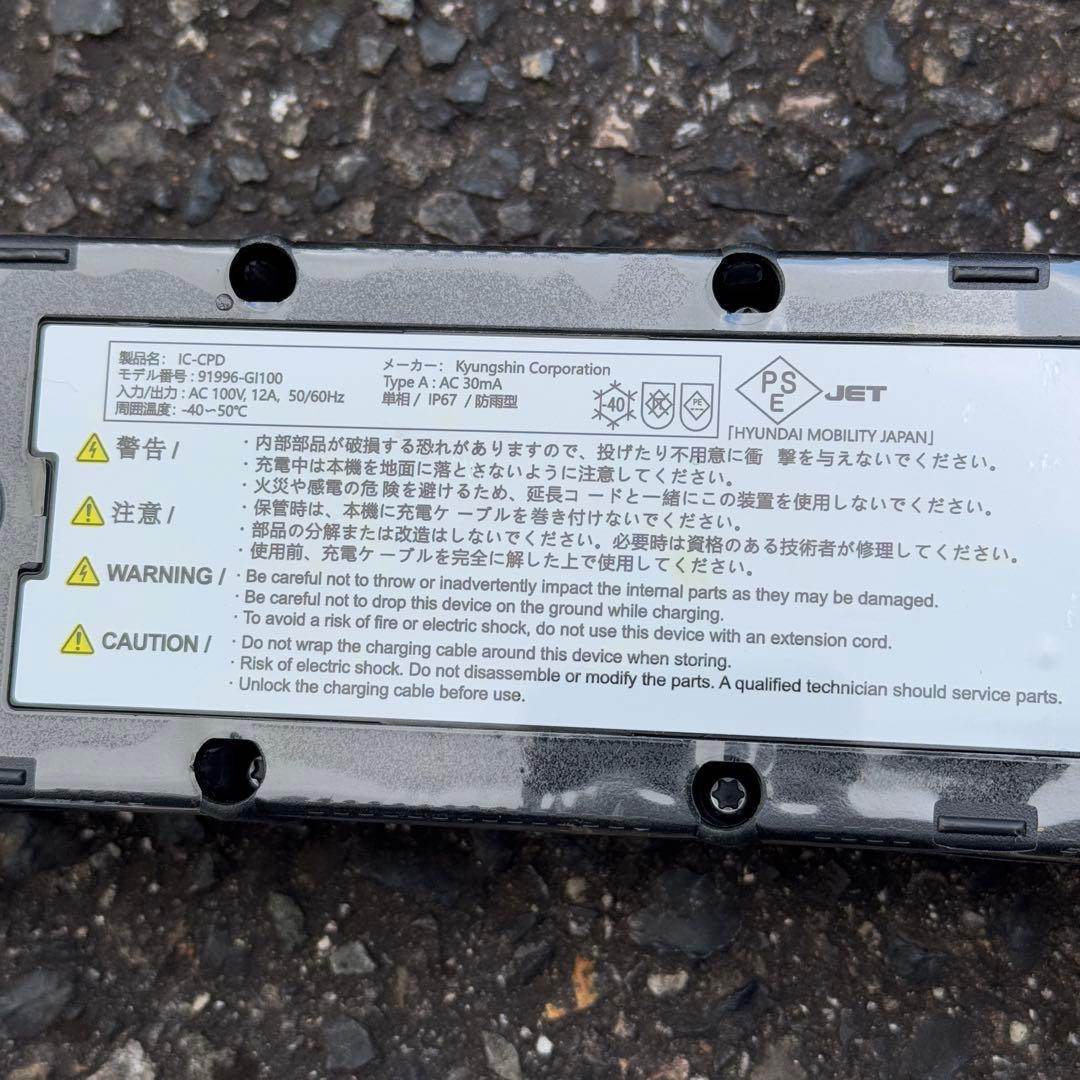 製品名: IC-CPD
モデル番号 : 91996-GI100
入力/出力 : AC 100V, 12A, 50/60Hz
周囲温度: -40～50℃
メーカー: Kyungshin Corporation
Type A : AC 30mA
単相 / IP67 / 防雨型
-40
PE
PS
E
JET
「HYUNDAI MOBILITY JAPAN」
警告 /
・内部部品が破損する恐れがありますので、投げたり不用意に衝 撃を与えないでください。
・充電中は本機を地面に落とさないように注意してください。
・火災や感電の危 険を避けるため、延長コ ードと一緒にこの装置を使用しないでください。
注意 /
・保管時は、本機に充電ケ ーブルを巻き付けないでください。
・部品の分解または改造はしないでください。必要時は資格のある技術者が修理してください。
・使用前、充電ケーブルを完全に解した上で使用してください。
WARNING /
· Be careful not to throw or inadvertently impact the internal parts as they may be damaged.
· Be careful not to drop this device on the ground while charging.
· To avoid a risk of fire or electric shock, do not use this device with an extension cord.
CAUTION /
· Do not wrap the charging cable around this device when storing.
· Risk of electric shock. Do not disassemble or modify the parts. A qualified technician should service parts.
· Unlock the charging cable before use.